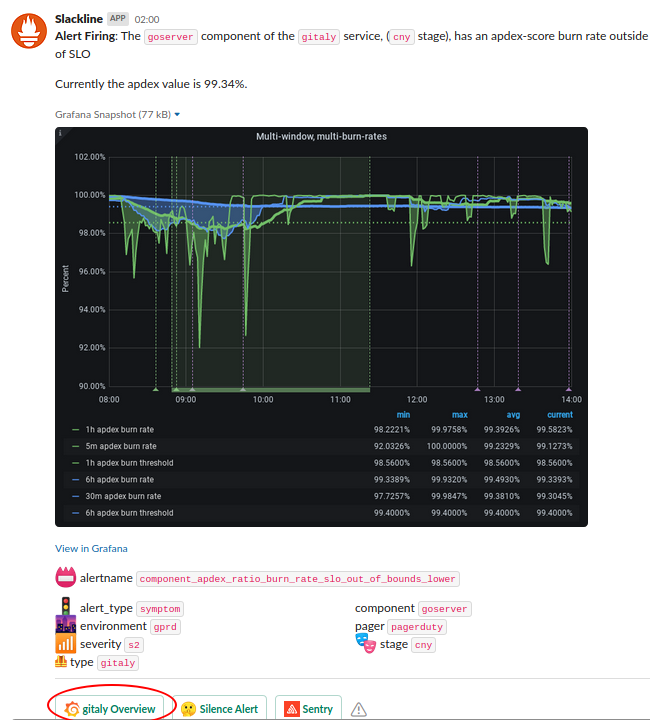 Slackline APP 02:00
Alert Firing: The goserver component of the gitaly service, (cny stage), has an apdex-score burn rate outside
of SLO
Currently the apdex value is 99.34%.
Grafana Snapshot (77 kB)
i
Multi-window, multi-burn-rates
102.00%
100.00%
98.00%
96.00%
94.00%
92.00%
90.00%
Percent
08:00 09:00 10:00 11:00 12:00 13:00 14:00
min max avg current
1h apdex burn rate 98.2221% 99.9758% 99.3926% 99.5823%
5m apdex burn rate 92.0326% 100.0000% 99.2329% 99.1273%
1h apdex burn threshold 98.5600% 98.5600% 98.5600% 98.5600%
6h apdex burn rate 99.3389% 99.9320% 99.4930% 99.3393%
30m apdex burn rate 97.7257% 99.9847% 99.3810% 99.3045%
6h apdex burn threshold 99.4000% 99.4000% 99.4000% 99.4000%
View in Grafana
alertname component_apdex_ratio_burn_rate_slo_out_of_bounds_lower
alert_type symptom component goserver
environment gprd pager pagerduty
severity s2 stage cny
type gitaly
gitaly Overview Silence Alert Sentry